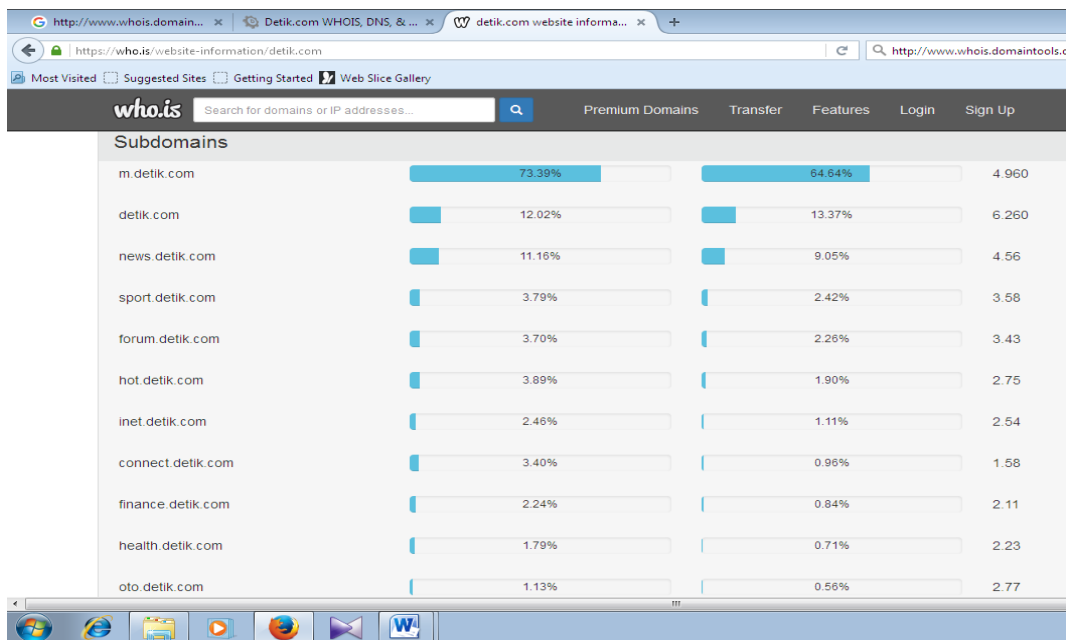 http://www.whois.domain... × Detik.com WHOIS, DNS, & ... × detik.com website informa... × +
https://who.is/website-information/detik.com http://www.whois.domaintools.c
Most Visited Suggested Sites Getting Started Web Slice Gallery
who.is Search for domains or IP addresses... Premium Domains Transfer Features Login Sign Up
Subdomains
m.detik.com 73.39% 64.64% 4.960
detik.com 12.02% 13.37% 6.260
news.detik.com 11.16% 9.05% 4.56
sport.detik.com 3.79% 2.42% 3.58
forum.detik.com 3.70% 2.26% 3.43
hot.detik.com 3.89% 1.90% 2.75
inet.detik.com 2.46% 1.11% 2.54
connect.detik.com 3.40% 0.96% 1.58
finance.detik.com 2.24% 0.84% 2.11
health.detik.com 1.79% 0.71% 2.23
oto.detik.com 1.13% 0.56% 2.77